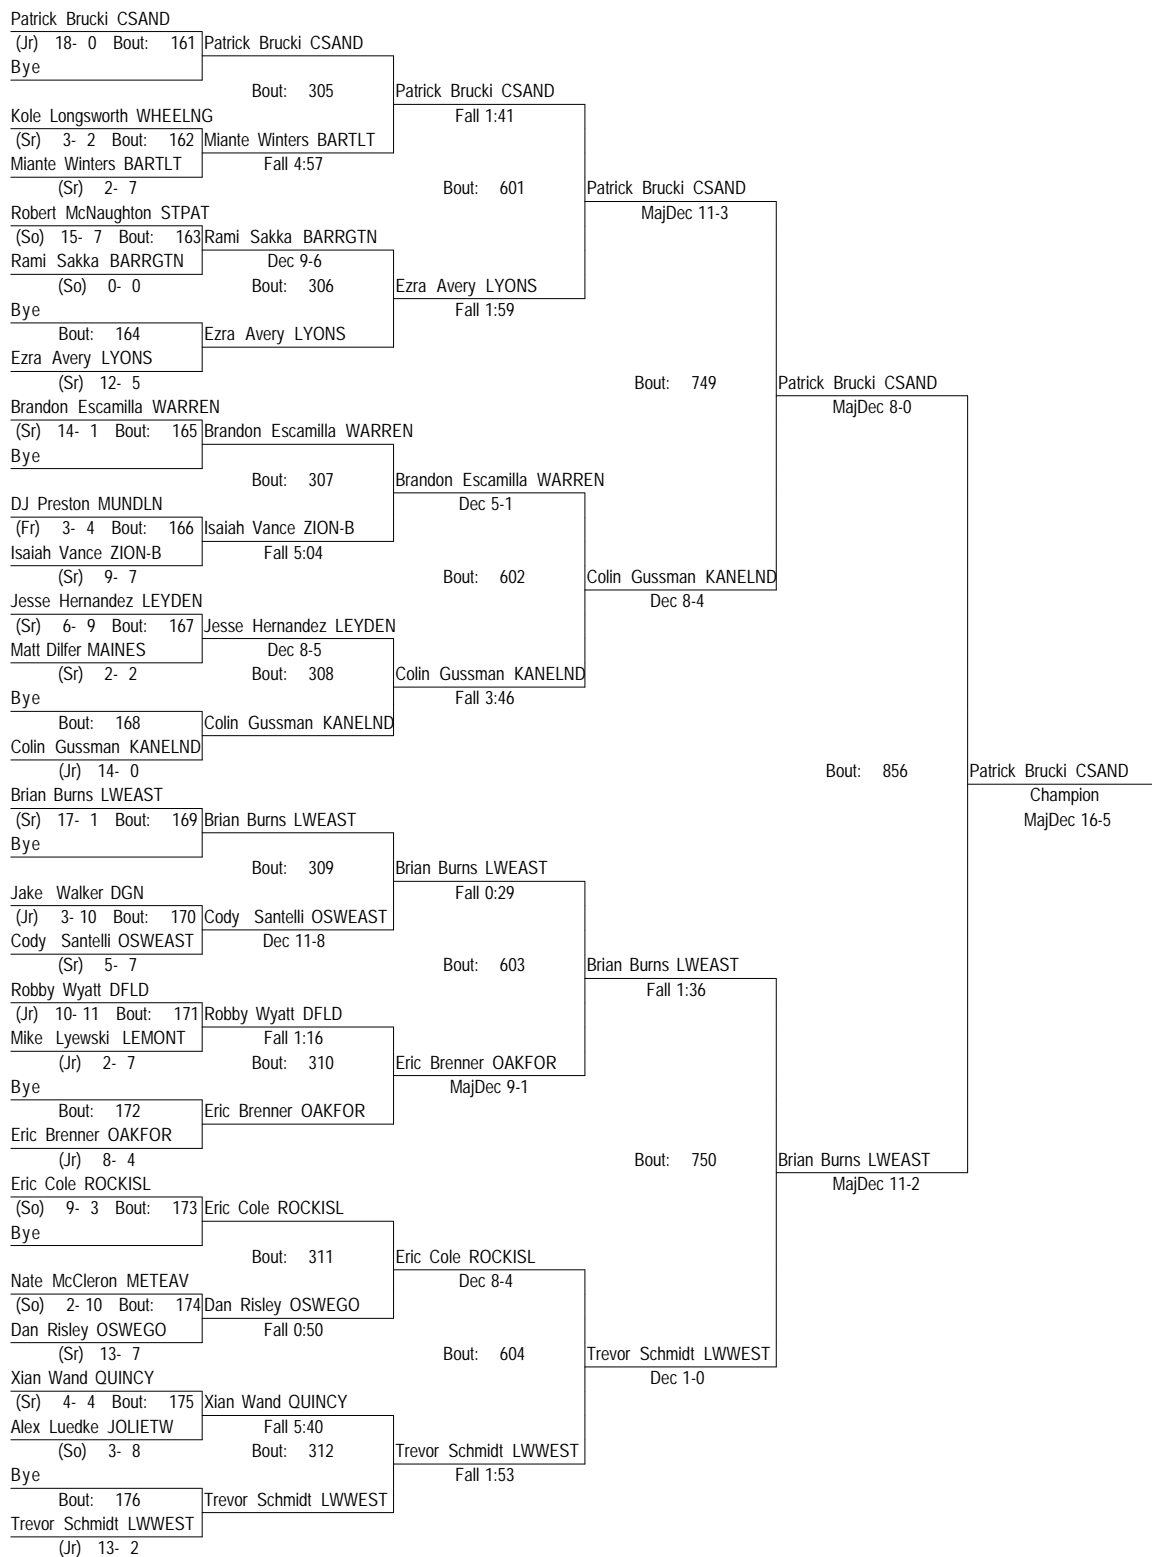 Patrick Brucki CSAND
(Jr) 18- 0 Bout: 161 Patrick Brucki CSAND
Bye
Bout: 305 Patrick Brucki CSAND
Kole Longsworth WHEELNG Fall 1:41
(Sr) 3- 2 Bout: 162 Miante Winters BARTLT
Miante Winters BARTLT Fall 4:57
(Sr) 2- 7 Bout: 601 Patrick Brucki CSAND
Robert McNaughton STPAT MajDec 11-3
(So) 15- 7 Bout: 163 Rami Sakka BARRGTN
Rami Sakka BARRGTN Dec 9-6
(So) 0- 0 Bout: 306 Ezra Avery LYONS
Bye Fall 1:59
Bout: 164 Ezra Avery LYONS
Ezra Avery LYONS
(Sr) 12- 5 Bout: 749 Patrick Brucki CSAND
Brandon Escamilla WARREN MajDec 8-0
(Sr) 14- 1 Bout: 165 Brandon Escamilla WARREN
Bye
Bout: 307 Brandon Escamilla WARREN
DJ Preston MUNDLN Dec 5-1
(Fr) 3- 4 Bout: 166 Isaiah Vance ZION-B
Isaiah Vance ZION-B Fall 5:04
(Sr) 9- 7 Bout: 602 Colin Gussman KANELND
Jesse Hernandez LEYDEN Dec 8-4
(Sr) 6- 9 Bout: 167 Jesse Hernandez LEYDEN
Matt Dilfer MAINES Dec 8-5
(Sr) 2- 2 Bout: 308 Colin Gussman KANELND
Bye Fall 3:46
Bout: 168 Colin Gussman KANELND
Colin Gussman KANELND
(Jr) 14- 0 Bout: 856 Patrick Brucki CSAND
Brian Burns LWEAST Champion
(Sr) 17- 1 Bout: 169 Brian Burns LWEAST MajDec 16-5
Bye
Bout: 309 Brian Burns LWEAST
Jake Walker DGN Fall 0:29
(Jr) 3- 10 Bout: 170 Cody Santelli OSWEAST
Cody Santelli OSWEAST Dec 11-8
(Sr) 5- 7 Bout: 603 Brian Burns LWEAST
Robby Wyatt DFLD Fall 1:36
(Jr) 10- 11 Bout: 171 Robby Wyatt DFLD
Mike Lyewski LEMONT Fall 1:16
(Jr) 2- 7 Bout: 310 Eric Brenner OAKFOR
Bye MajDec 9-1
Bout: 172 Eric Brenner OAKFOR
Eric Brenner OAKFOR
(Jr) 8- 4 Bout: 750 Brian Burns LWEAST
Eric Cole ROCKISL MajDec 11-2
(So) 9- 3 Bout: 173 Eric Cole ROCKISL
Bye
Bout: 311 Eric Cole ROCKISL
Nate McCleron METEAV Dec 8-4
(So) 2- 10 Bout: 174 Dan Risley OSWEGO
Dan Risley OSWEGO Fall 0:50
(Sr) 13- 7 Bout: 604 Trevor Schmidt LWWEST
Xian Wand QUINCY Dec 1-0
(Sr) 4- 4 Bout: 175 Xian Wand QUINCY
Alex Luedke JOLIETW Fall 5:40
(So) 3- 8 Bout: 312 Trevor Schmidt LWWEST
Bye Fall 1:53
Bout: 176 Trevor Schmidt LWWEST
Trevor Schmidt LWWEST
(Jr) 13- 2